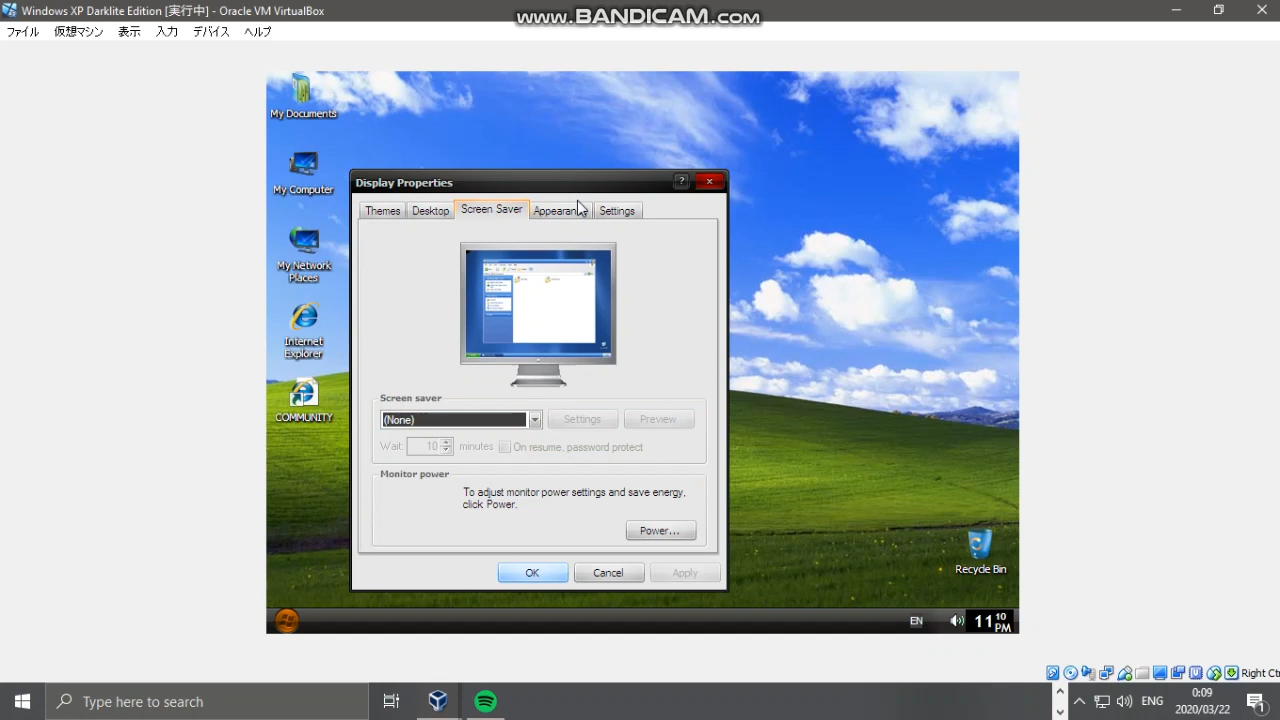 Windows XP Darklite Edition [実行中] - Oracle VM VirtualBox
www.BANDICAM.com
ファイル 仮想マシン 表示 入力 デバイス ヘルプ
My Documents
My Computer
My Network
Places
Internet
Explorer
COMMUNITY
Display Properties
?
Themes Desktop Screen Saver Appearance Settings
Screen saver
(None) Settings Preview
Wait: 10 minutes On resume, password protect
Monitor power
To adjust monitor power settings and save energy,
click Power.
Power...
OK Cancel Apply
Recycle Bin
EN 11 10 PM
Right Ct
Type here to search
ENG
0:09
2020/03/22
1